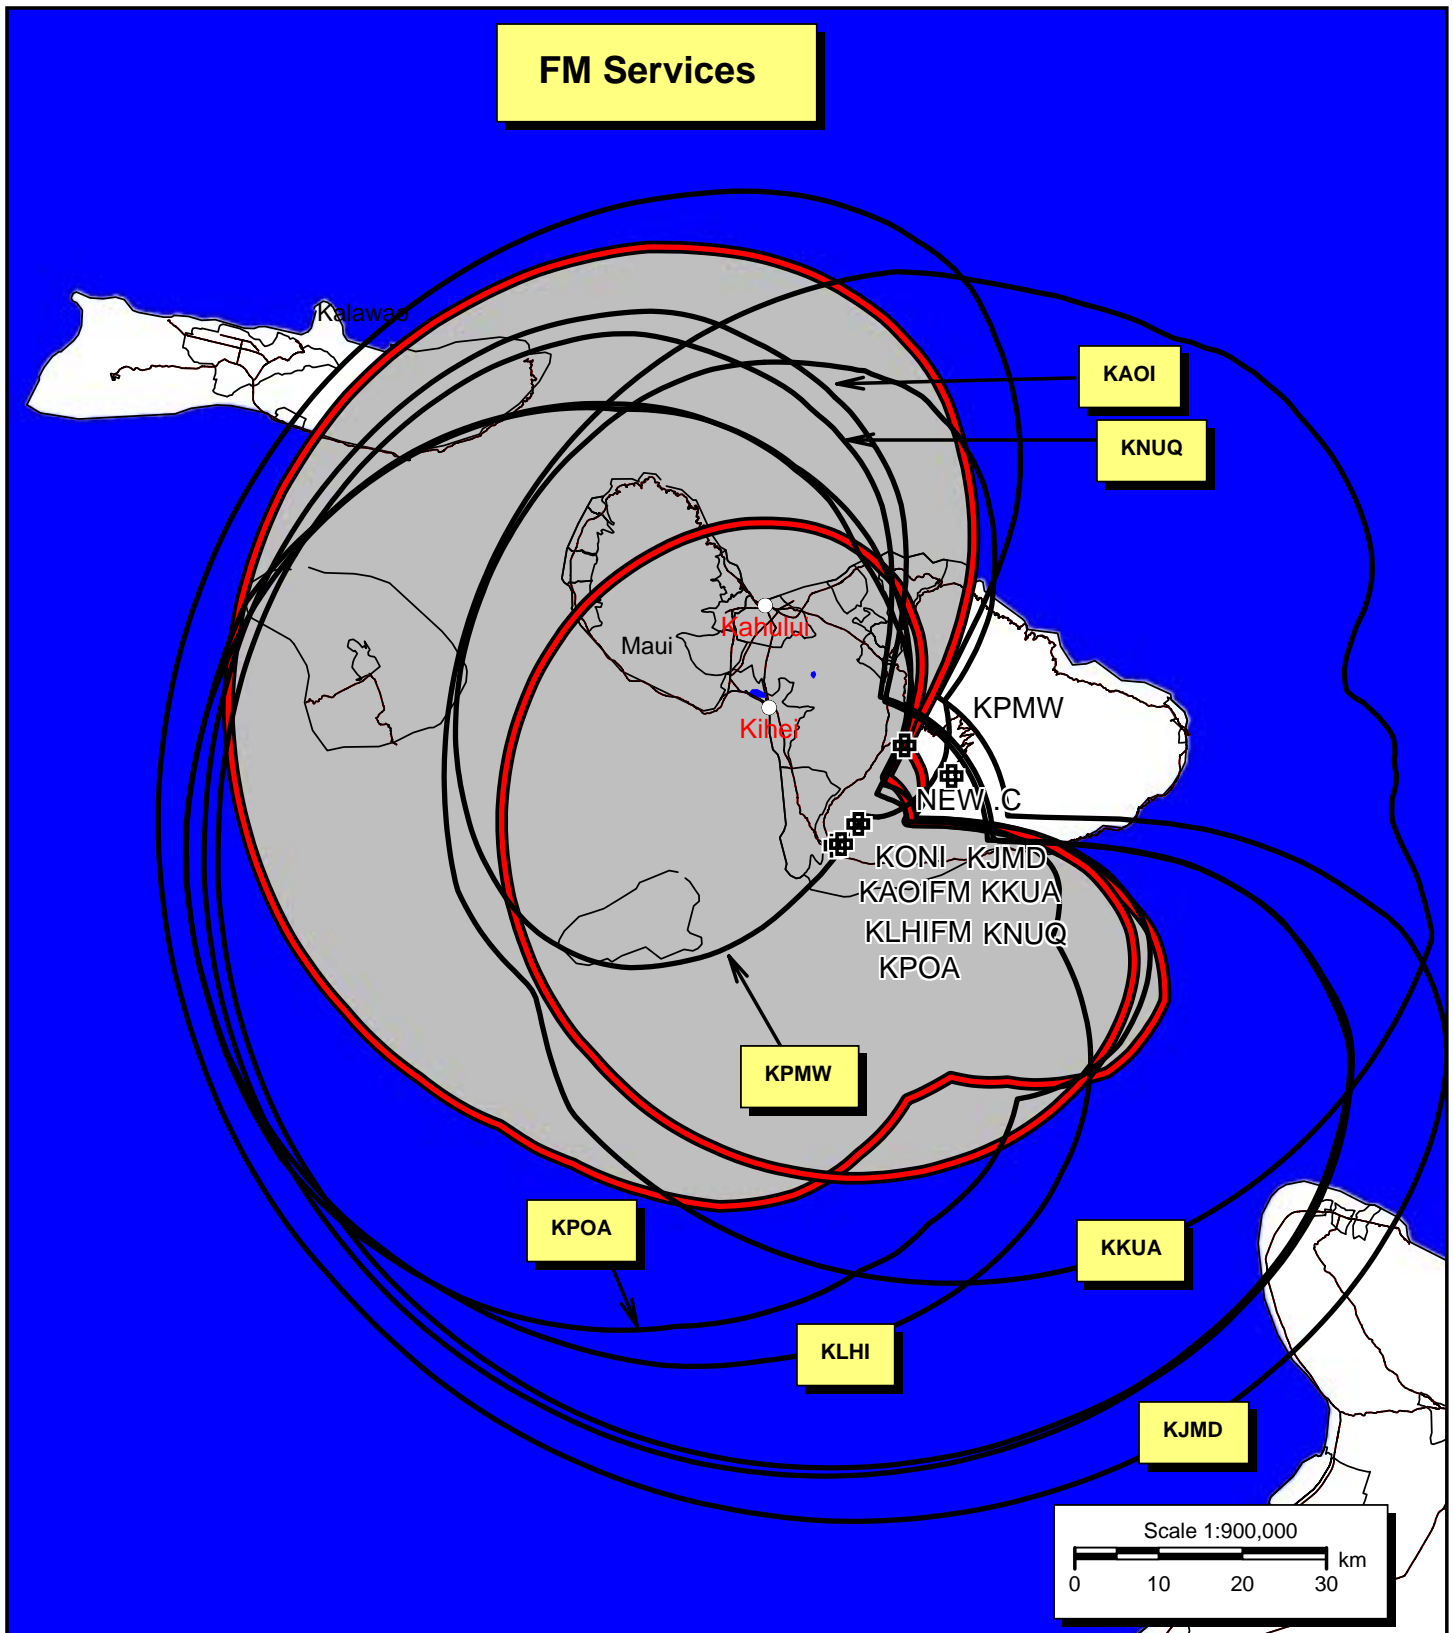 FM Services
Kalawao
KAOI
KNUQ
Kahului
Maui
KPMW
Kihei
NEW .C
KONI KJMD
KAOIFM KKUA
KLHIFM KNUQ
KPOA
KPMW
KPOA
KKUA
KLHI
KJMD
Scale 1:900,000
km
0 10 20 30